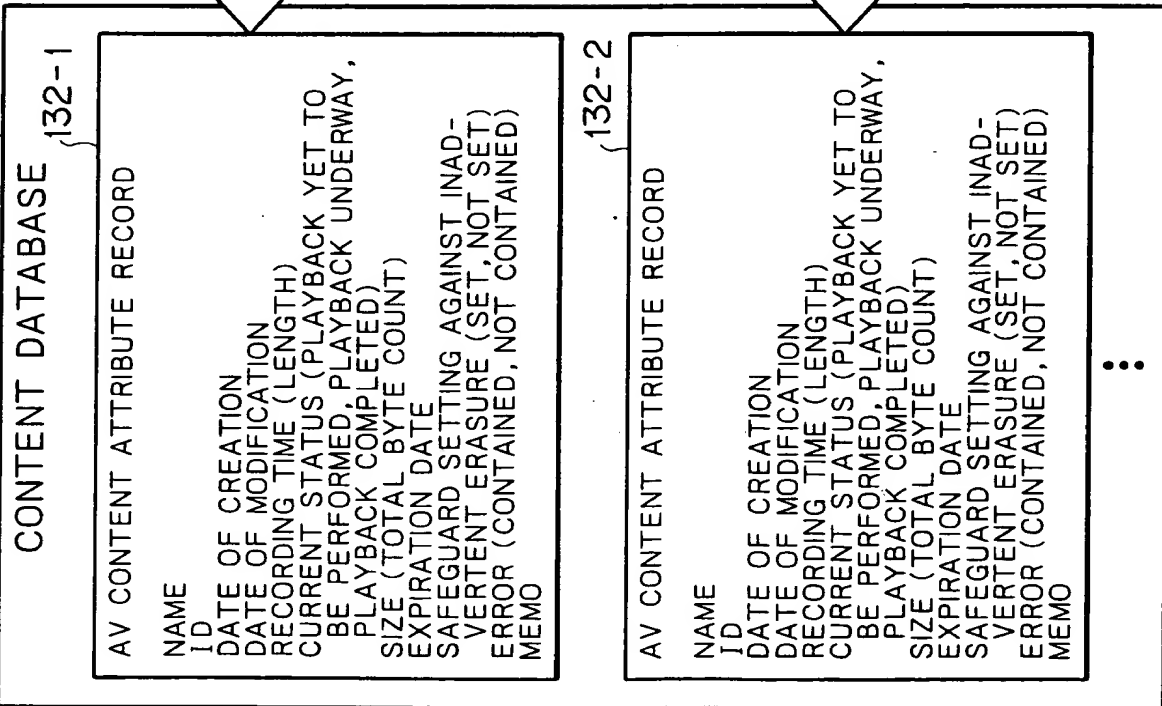 CONTENT DATABASE
132-1
AV CONTENT ATTRIBUTE RECORD
NAME
ID
DATE OF CREATION
DATE OF MODIFICATION
RECORDING TIME (LENGTH)
CURRENT STATUS (PLAYBACK YET TO
BE PERFORMED, PLAYBACK UNDERWAY,
PLAYBACK COMPLETED)
SIZE (TOTAL BYTE COUNT)
EXPIRATION DATE
SAFEGUARD SETTING AGAINST INAD-
VERTENT ERASURE (SET, NOT SET)
ERROR (CONTAINED, NOT CONTAINED)
MEMO
132-2
AV CONTENT ATTRIBUTE RECORD
NAME
ID
DATE OF CREATION
DATE OF MODIFICATION
RECORDING TIME (LENGTH)
CURRENT STATUS (PLAYBACK YET TO
BE PERFORMED, PLAYBACK UNDERWAY,
PLAYBACK COMPLETED)
SIZE (TOTAL BYTE COUNT)
EXPIRATION DATE
SAFEGUARD SETTING AGAINST INAD-
VERTENT ERASURE (SET, NOT SET)
ERROR (CONTAINED, NOT CONTAINED)
MEMO